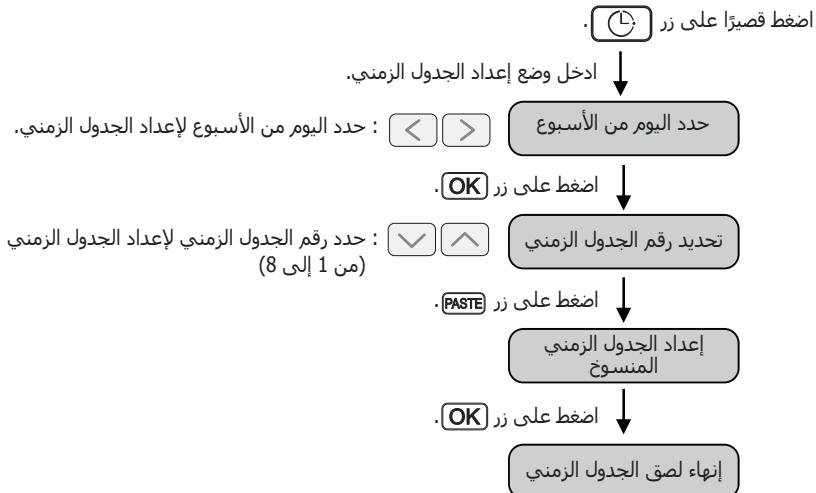 اضغط قصيرًا على زر .
ادخل وضع إعداد الجدول الزمني.
حدد اليوم من الأسبوع
: حدد اليوم من الأسبوع لإعداد الجدول الزمني.
اضغط على زر OK.
تحديد رقم الجدول الزمني
: حدد رقم الجدول الزمني لإعداد الجدول الزمني
(من 1 إلى 8)
اضغط على زر PASTE.
إعداد الجدول الزمني
المنسوخ
اضغط على زر OK.
إنهاء لصق الجدول الزمني